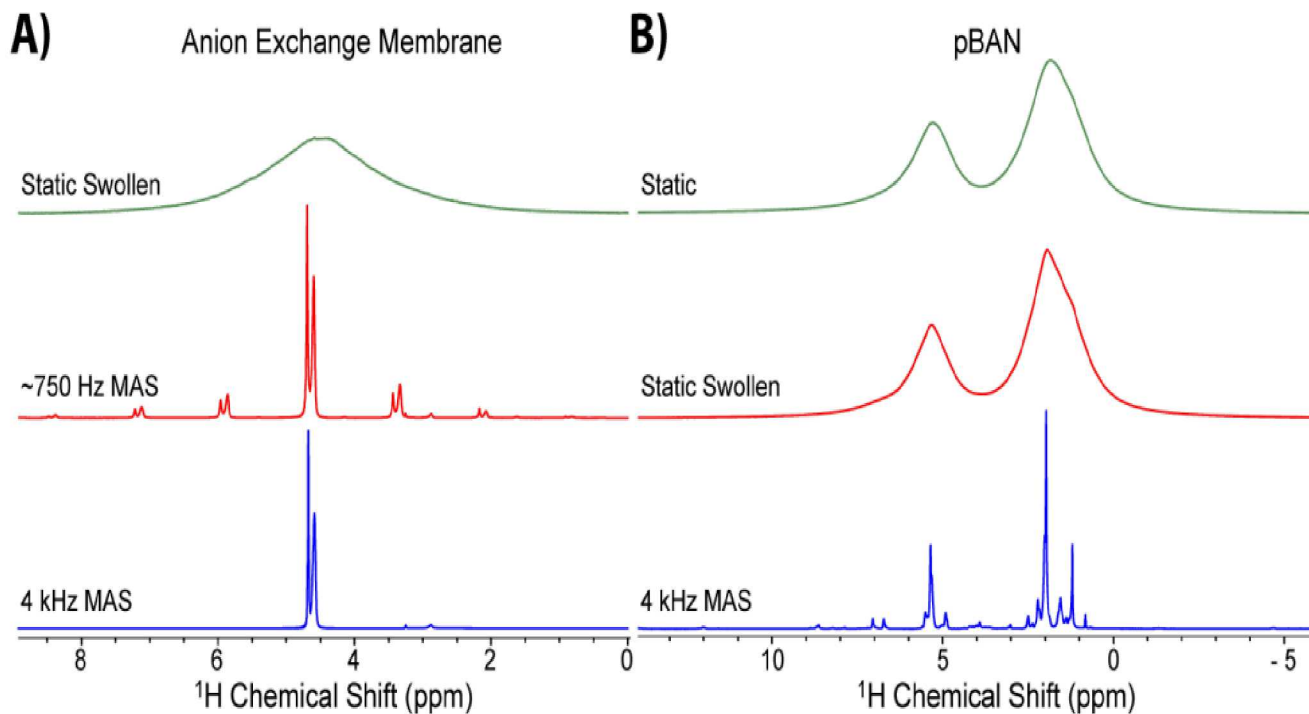 A)
Anion Exchange Membrane
Static Swollen
~750 Hz MAS
4 kHz MAS
8
6
4
2
0
¹H Chemical Shift (ppm)
B)
pBAN
Static
Static Swollen
4 kHz MAS
10
5
0
- 5
¹H Chemical Shift (ppm)